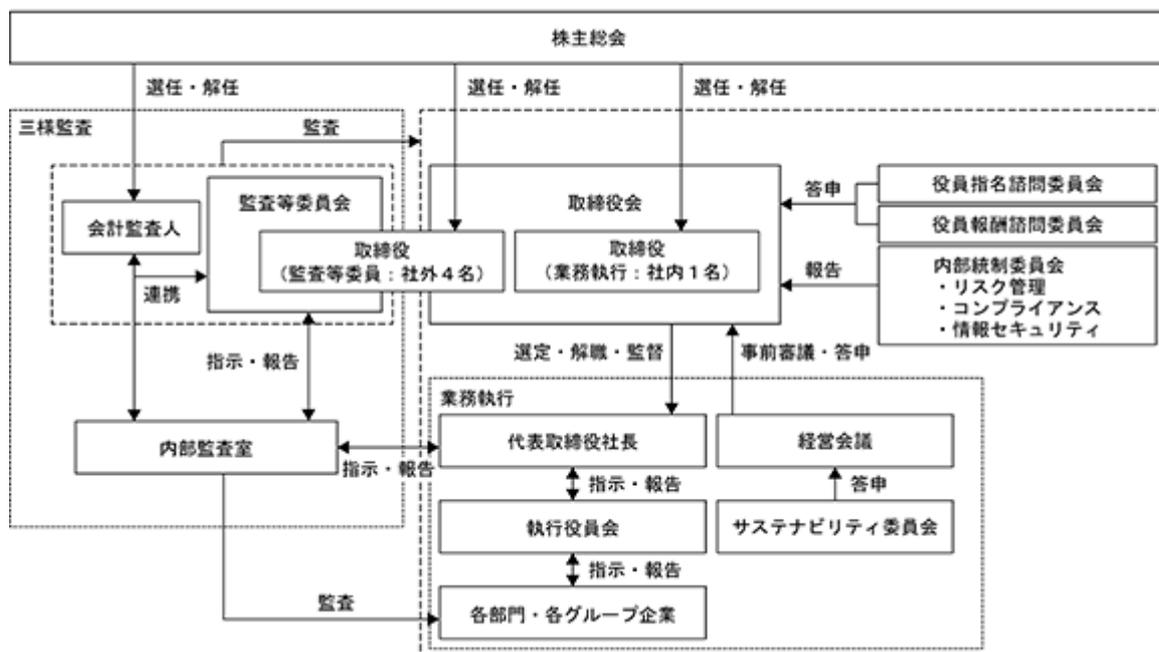 株主総会
選任・解任
選任・解任
選任・解任
三様監査
監査
監査等委員会
取締役会
答申
役員指名諮問委員会
会計監査人
役員報酬諮問委員会
取締役
（監査等委員：社外４名）
取締役
（業務執行：社内１名）
報告
内部統制委員会
・リスク管理
・コンプライアンス
・情報セキュリティ
連携
指示・報告
選定・解職・監督
事前審議・答申
業務執行
内部監査室
指示・報告
代表取締役社長
経営会議
指示・報告
答申
執行役員会
サステナビリティ委員会
指示・報告
監査
各部門・各グループ企業